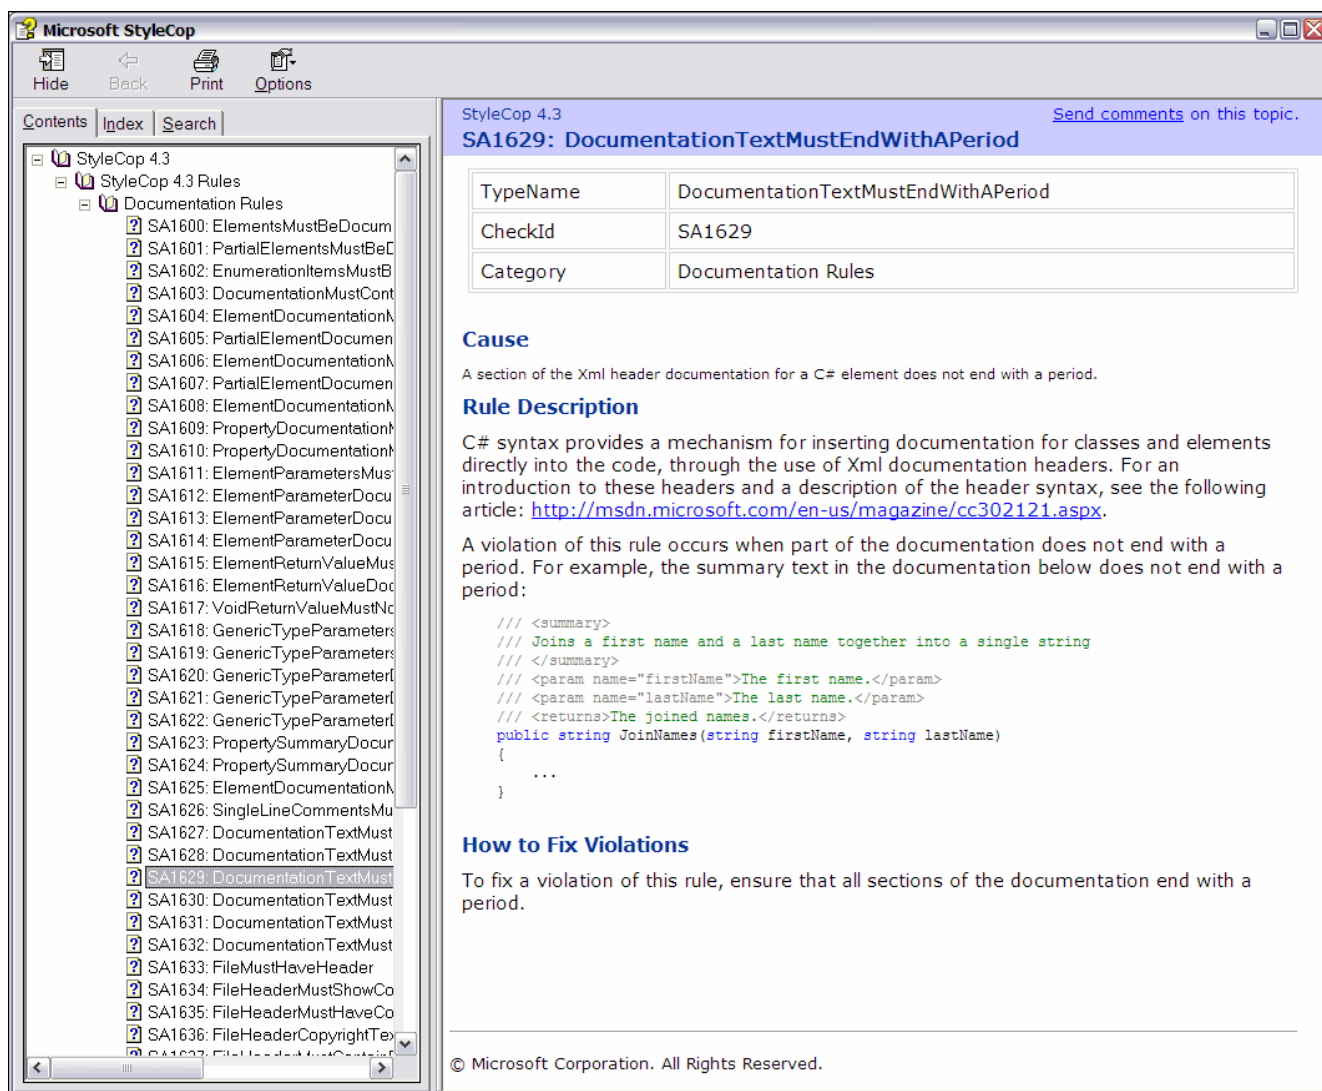 Microsoft StyleCop
Hide Back Print Options
Contents Index Search
StyleCop 4.3
StyleCop 4.3 Rules
Documentation Rules
SA1600: ElementsMustBeDocum
SA1601: PartialElementsMustBeD
SA1602: EnumerationItemsMustB
SA1603: DocumentationMustCont
SA1604: ElementDocumentationM
SA1605: PartialElementDocumen
SA1606: ElementDocumentationM
SA1607: PartialElementDocumen
SA1608: ElementDocumentationM
SA1609: PropertyDocumentationM
SA1610: PropertyDocumentationM
SA1611: ElementParametersMus
SA1612: ElementParameterDocu
SA1613: ElementParameterDocu
SA1614: ElementParameterDocu
SA1615: ElementReturnValueMus
SA1616: ElementReturnValueDoc
SA1617: VoidReturnValueMustNo
SA1618: GenericTypeParameters
SA1619: GenericTypeParameters
SA1620: GenericTypeParameterD
SA1621: GenericTypeParameterD
SA1622: GenericTypeParameterD
SA1623: PropertySummaryDocum
SA1624: PropertySummaryDocum
SA1625: ElementDocumentationM
SA1626: SingleLineCommentsMu
SA1627: DocumentationTextMust
SA1628: DocumentationTextMust
SA1629: DocumentationTextMust
SA1630: DocumentationTextMust
SA1631: DocumentationTextMust
SA1632: DocumentationTextMust
SA1633: FileMustHaveHeader
SA1634: FileHeaderMustShowCo
SA1635: FileHeaderMustHaveCo
SA1636: FileHeaderCopyrightTex
SA1637: FileHeaderMustContainF
StyleCop 4.3 Send comments on this topic.
SA1629: DocumentationTextMustEndWithAPeriod
TypeName DocumentationTextMustEndWithAPeriod
CheckId SA1629
Category Documentation Rules
Cause
A section of the Xml header documentation for a C# element does not end with a period.
Rule Description
C# syntax provides a mechanism for inserting documentation for classes and elements
directly into the code, through the use of Xml documentation headers. For an
introduction to these headers and a description of the header syntax, see the following
article: http://msdn.microsoft.com/en-us/magazine/cc302121.aspx.
A violation of this rule occurs when part of the documentation does not end with a
period. For example, the summary text in the documentation below does not end with a
period:
/// <summary>
/// Joins a first name and a last name together into a single string
/// </summary>
/// <param name="firstName">The first name.</param>
/// <param name="lastName">The last name.</param>
/// <returns>The joined names.</returns>
public string JoinNames(string firstName, string lastName)
{
...
}
How to Fix Violations
To fix a violation of this rule, ensure that all sections of the documentation end with a
period.
© Microsoft Corporation. All Rights Reserved.